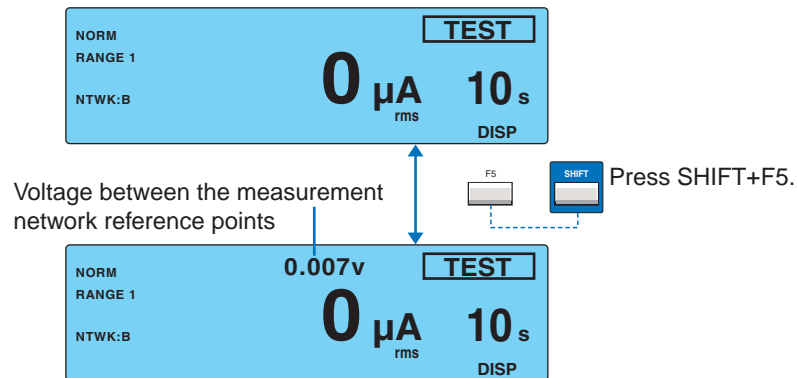 NORM
TEST
RANGE 1
0 µA rms
10 s
NTWK:B
DISP
F5
SHIFT
Press SHIFT+F5.
Voltage between the measurement
network reference points
NORM
0.007v
TEST
RANGE 1
0 µA rms
10 s
NTWK:B
DISP